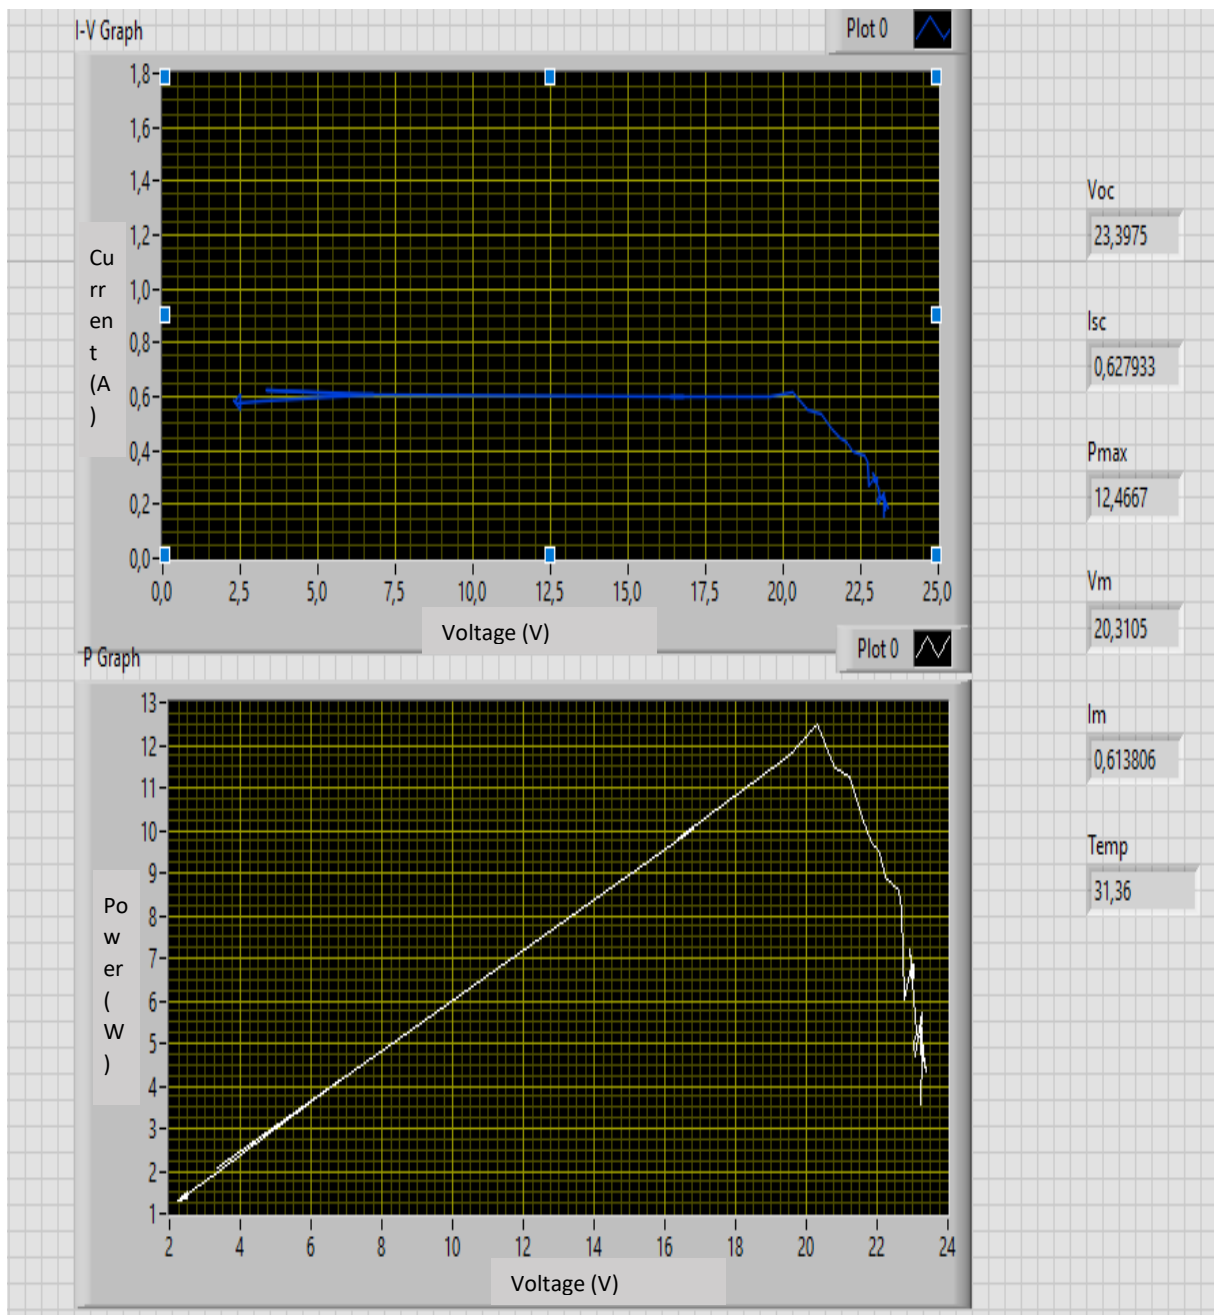 I-V Graph
Plot 0
1,8
1,6
1,4
1,2
1,0
0,8
0,6
0,4
0,2
0,0
Cu
rr
en
t
(A
)
0,0 2,5 5,0 7,5 10,0 12,5 15,0 17,5 20,0 22,5 25,0
Voltage (V)
P Graph
Plot 0
13
12
11
10
9
8
7
6
5
4
3
2
1
Po
w
er
(
W
)
2 4 6 8 10 12 14 16 18 20 22 24
Voltage (V)
Voc
23,3975
Isc
0,627933
Pmax
12,4667
Vm
20,3105
Im
0,613806
Temp
31,36